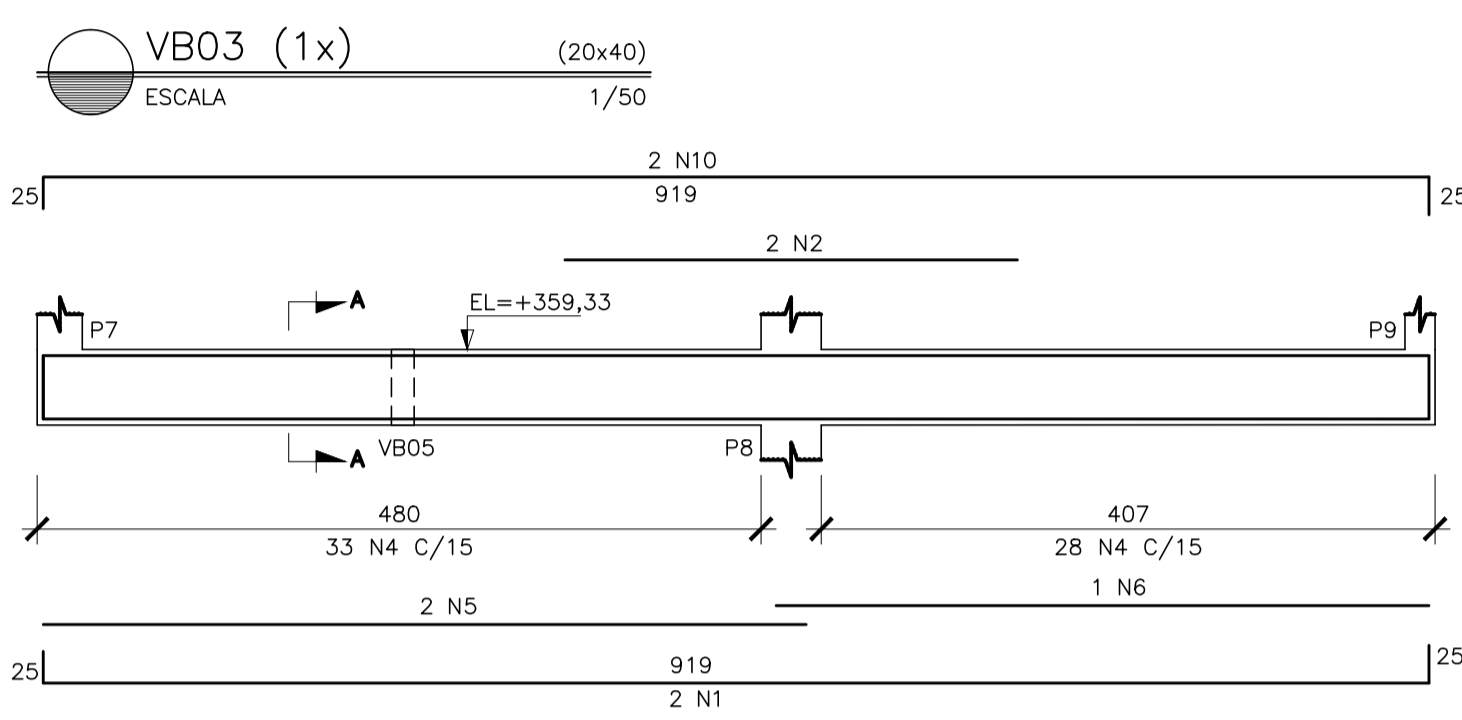 VB03 (1x) (20x40)
ESCALA 1/50
2 N10
25 919 25
2 N2
A EL=+359,33
P7 P9
A VB05 P8
480 407
33 N4 C/15 28 N4 C/15
1 N6
2 N5
25 919 25
2 N1